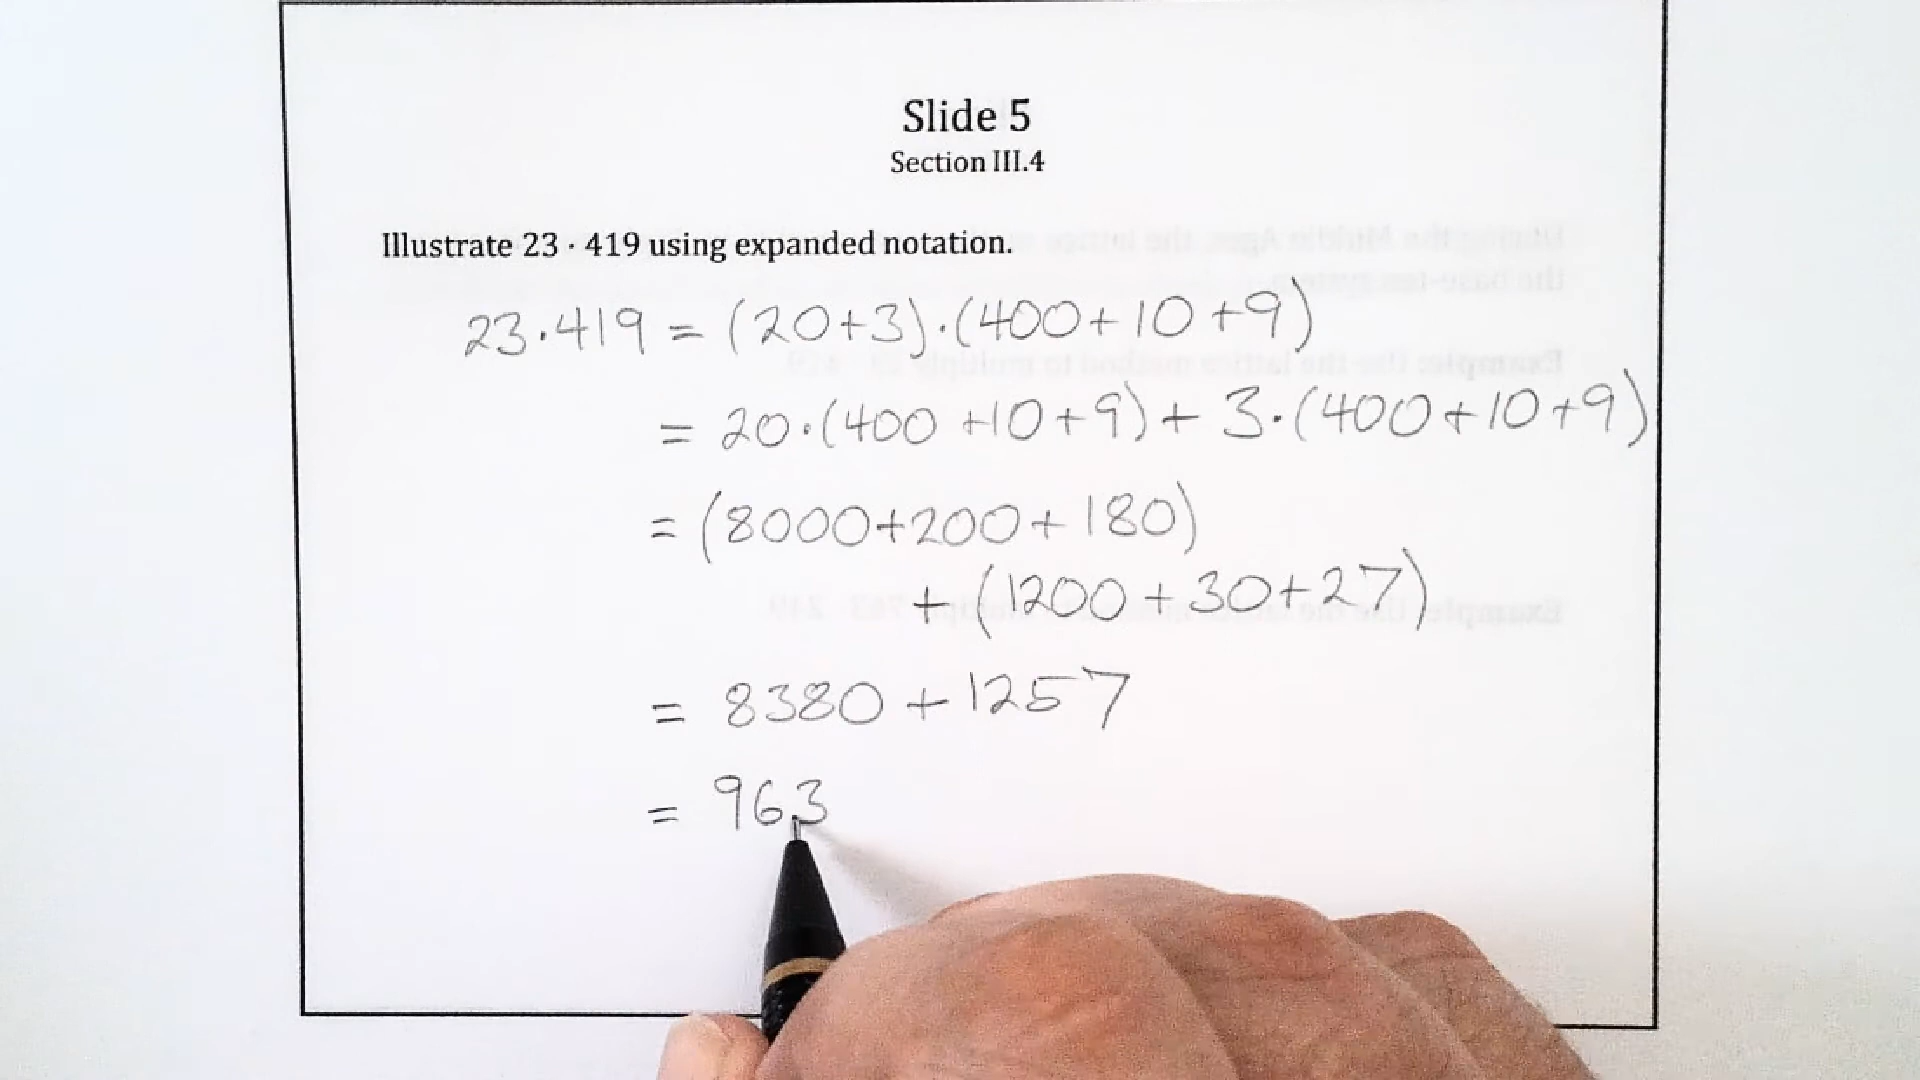 Slide 5
Section III.4
Illustrate 23 · 419 using expanded notation.
23·419 = (20+3)·(400+10+9)
= 20·(400+10+9)+ 3·(400+10+9)
= (8000+200+180)
+ (1200+30+27)
= 8380+1257
= 963